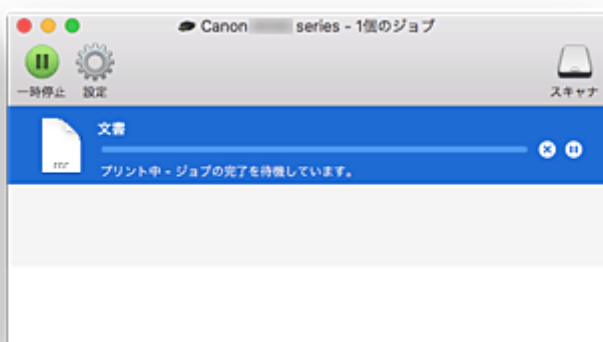 Canon series - 1個のジョブ
一時停止 設定 スキャナ
文書
プリント中 - ジョブの完了を待機しています。